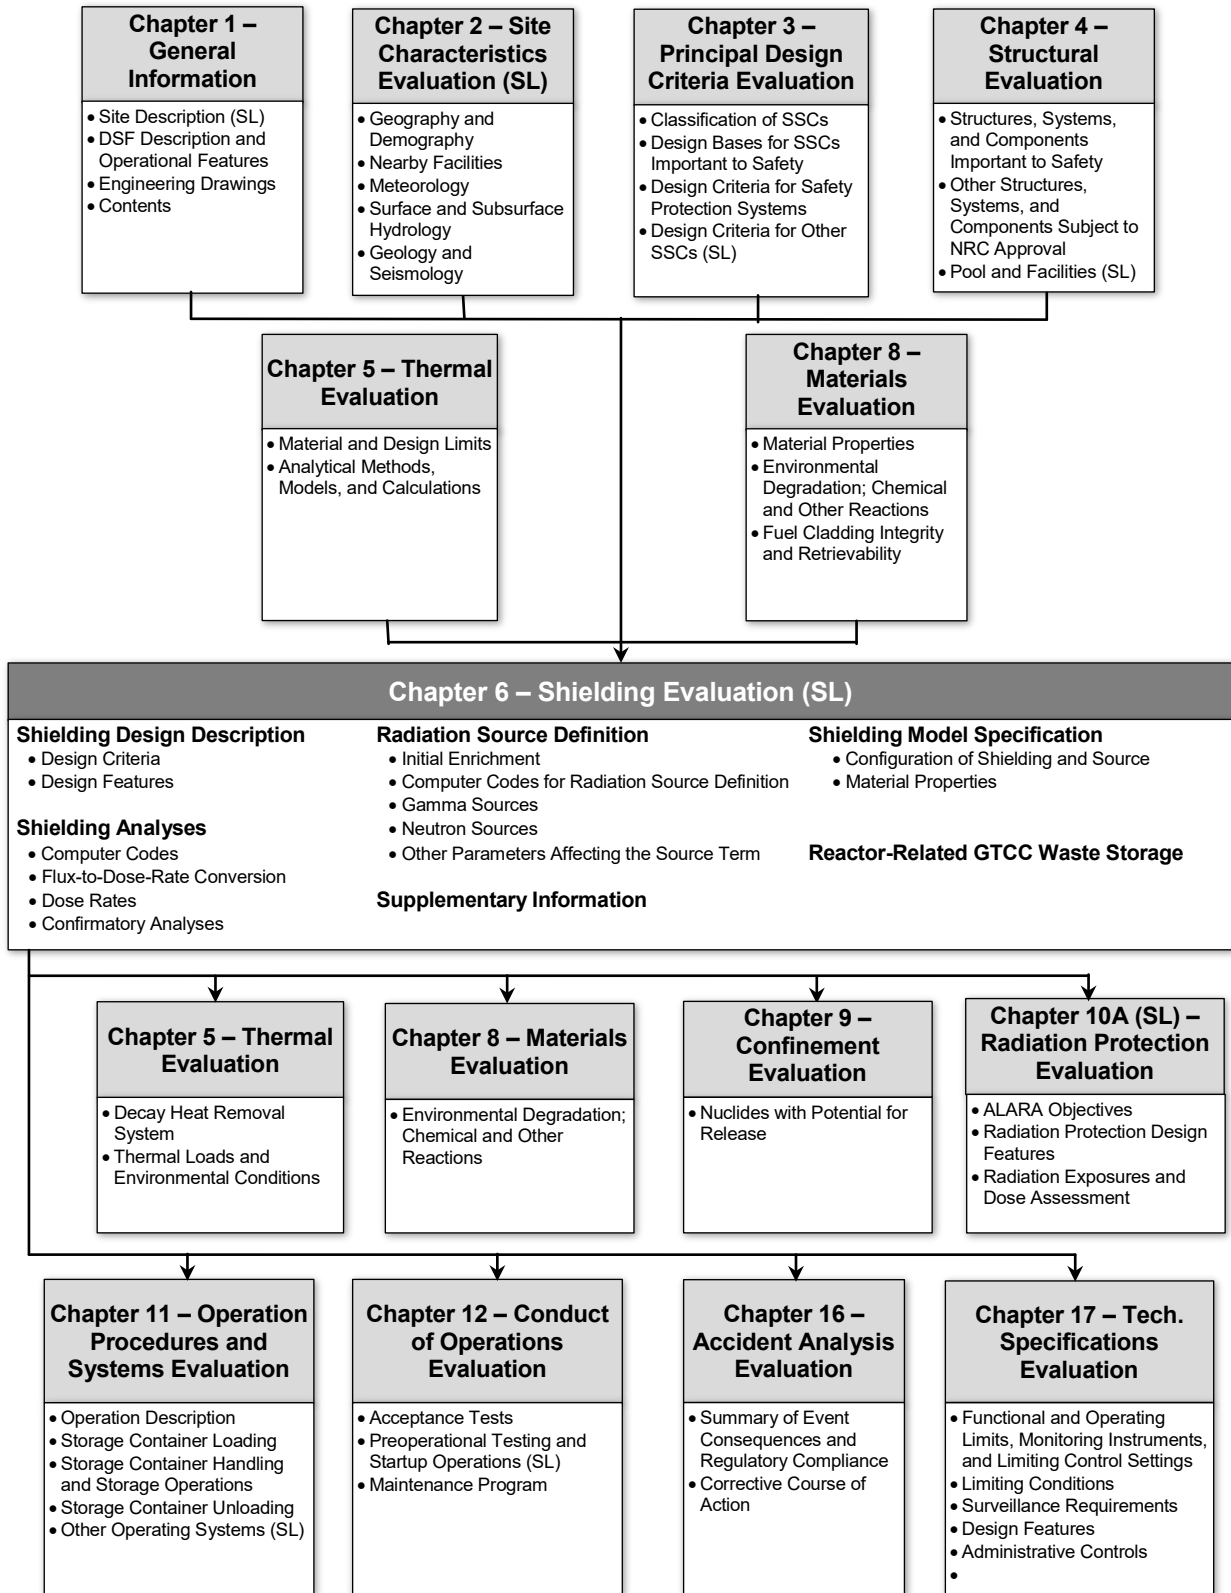 Chapter 1 –
General
Information
• Site Description (SL)
• DSF Description and
Operational Features
• Engineering Drawings
• Contents
Chapter 2 – Site
Characteristics
Evaluation (SL)
• Geography and
Demography
• Nearby Facilities
• Meteorology
• Surface and Subsurface
Hydrology
• Geology and
Seismology
Chapter 3 –
Principal Design
Criteria Evaluation
• Classification of SSCs
• Design Bases for SSCs
Important to Safety
• Design Criteria for Safety
Protection Systems
• Design Criteria for Other
SSCs (SL)
Chapter 4 –
Structural
Evaluation
• Structures, Systems,
and Components
Important to Safety
• Other Structures,
Systems, and
Components Subject to
NRC Approval
• Pool and Facilities (SL)
Chapter 5 – Thermal
Evaluation
• Material and Design Limits
• Analytical Methods,
Models, and Calculations
Chapter 8 –
Materials
Evaluation
• Material Properties
• Environmental
Degradation; Chemical
and Other Reactions
• Fuel Cladding Integrity
and Retrievability
Chapter 6 – Shielding Evaluation (SL)
Shielding Design Description
• Design Criteria
• Design Features
Shielding Analyses
• Computer Codes
• Flux-to-Dose-Rate Conversion
• Dose Rates
• Confirmatory Analyses
Radiation Source Definition
• Initial Enrichment
• Computer Codes for Radiation Source Definition
• Gamma Sources
• Neutron Sources
• Other Parameters Affecting the Source Term
Supplementary Information
Shielding Model Specification
• Configuration of Shielding and Source
• Material Properties
Reactor-Related GTCC Waste Storage
Chapter 5 – Thermal
Evaluation
• Decay Heat Removal
System
• Thermal Loads and
Environmental Conditions
Chapter 8 – Materials
Evaluation
• Environmental Degradation;
Chemical and Other
Reactions
Chapter 9 –
Confinement
Evaluation
• Nuclides with Potential for
Release
Chapter 10A (SL) –
Radiation Protection
Evaluation
• ALARA Objectives
• Radiation Protection Design
Features
• Radiation Exposures and
Dose Assessment
Chapter 11 – Operation
Procedures and
Systems Evaluation
• Operation Description
• Storage Container Loading
• Storage Container Handling
and Storage Operations
• Storage Container Unloading
• Other Operating Systems (SL)
Chapter 12 – Conduct
of Operations
Evaluation
• Acceptance Tests
• Preoperational Testing and
Startup Operations (SL)
• Maintenance Program
Chapter 16 –
Accident Analysis
Evaluation
• Summary of Event
Consequences and
Regulatory Compliance
• Corrective Course of
Action
Chapter 17 – Tech.
Specifications
Evaluation
• Functional and Operating
Limits, Monitoring Instruments,
and Limiting Control Settings
• Limiting Conditions
• Surveillance Requirements
• Design Features
• Administrative Controls
•